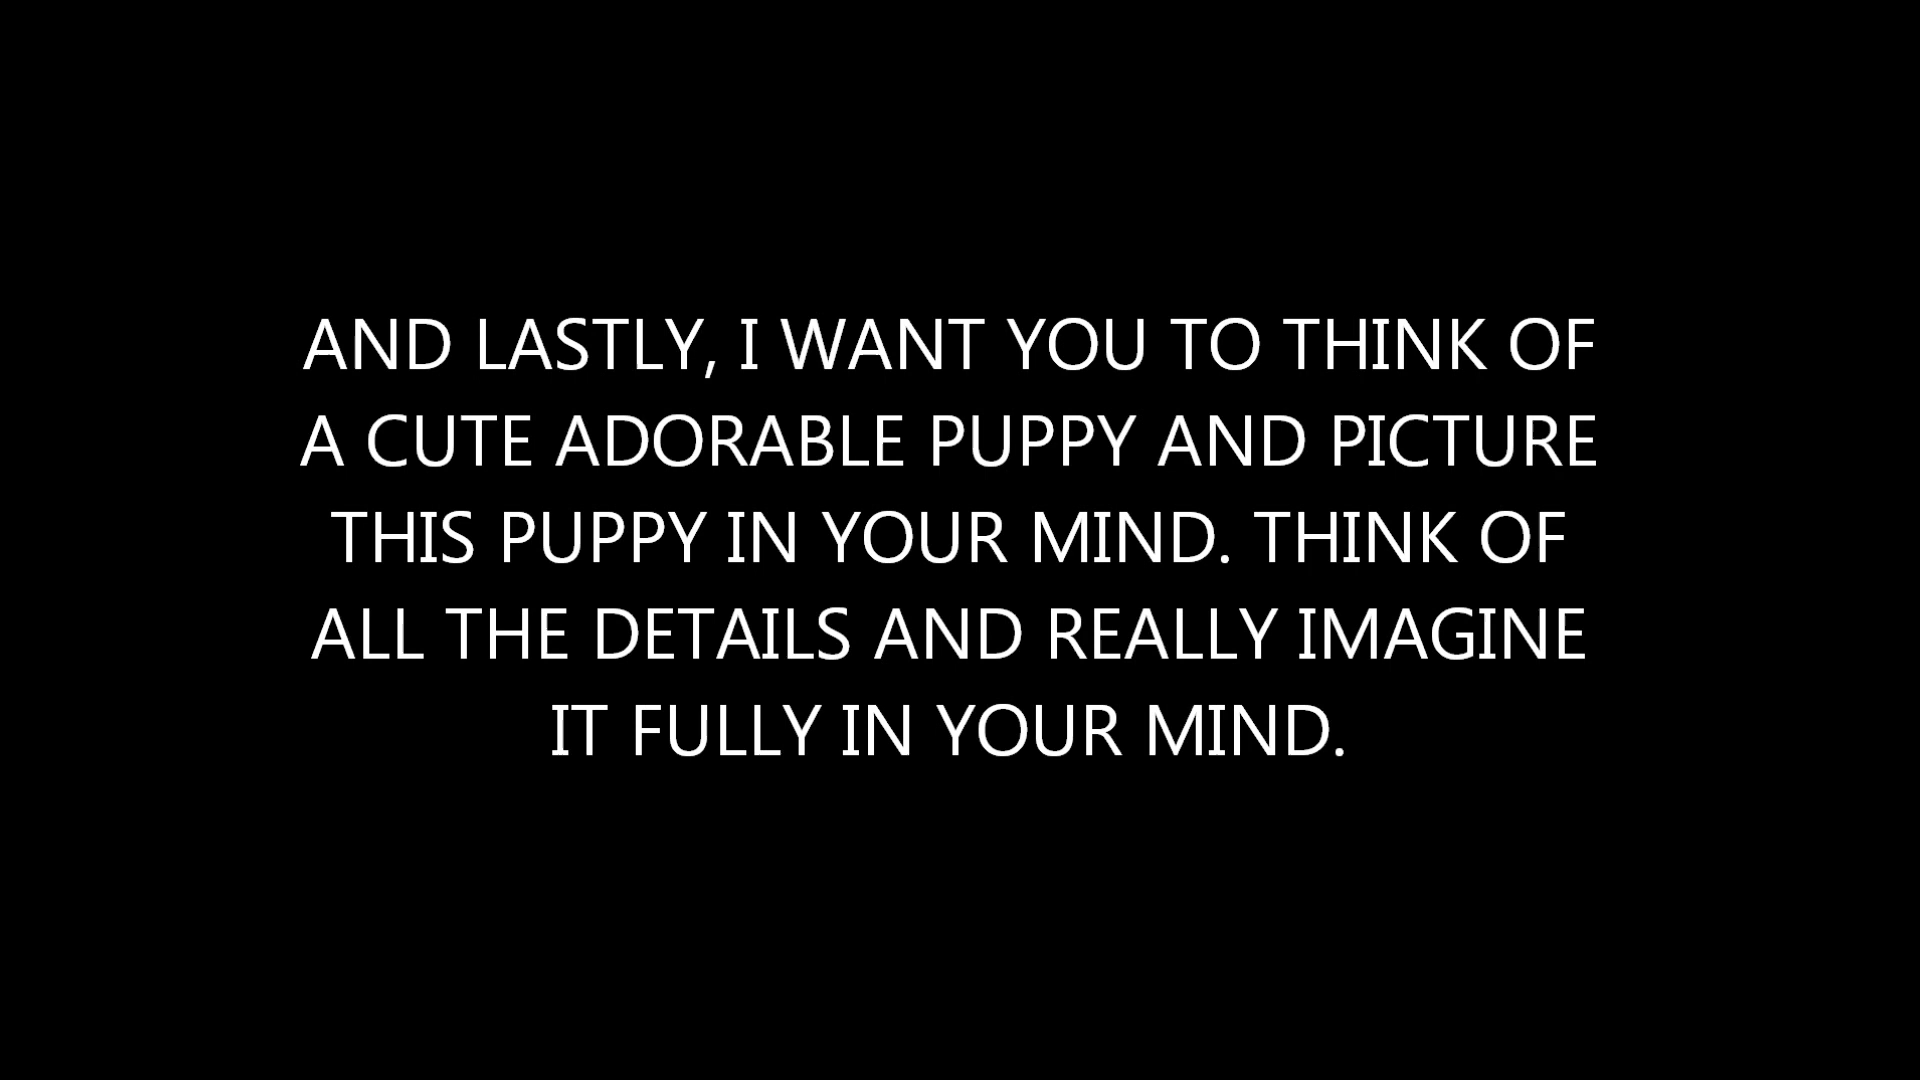 AND LASTLY, I WANT YOU TO THINK OF
A CUTE ADORABLE PUPPY AND PICTURE
THIS PUPPY IN YOUR MIND. THINK OF
ALL THE DETAILS AND REALLY IMAGINE
IT FULLY IN YOUR MIND.